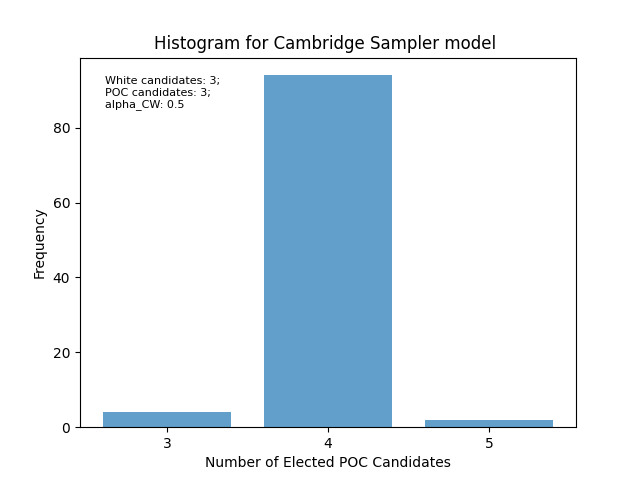 Histogram for Cambridge Sampler model
White candidates: 3;
POC candidates: 3;
alpha_CW: 0.5
80
60
40
20
0
Frequency
3 4 5
Number of Elected POC Candidates